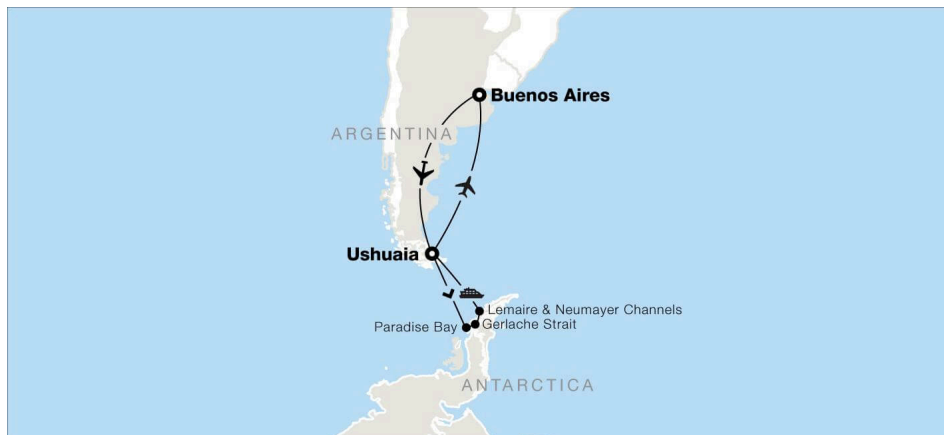 Buenos Aires
ARGENTINA
Ushuaia
Lemaire & Neumayer Channels
Gerlache Strait
Paradise Bay
ANTARCTICA